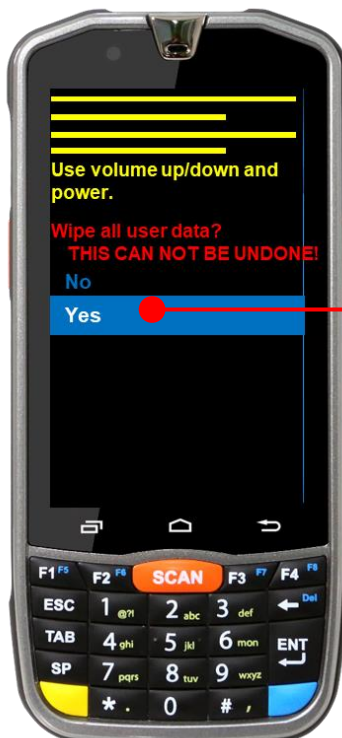 Use volume up/down and
power.
Wipe all user data?
THIS CAN NOT BE UNDONE!
No
Yes
F1 F5
F2 F6
SCAN
F3 F7
F4 F8
ESC
1 @?!
2 abc
3 def
Del
TAB
4 ghi
5 jkl
6 mon
ENT
SP
7 pqrs
8 tuv
9 wxyz
* .
0
# ,